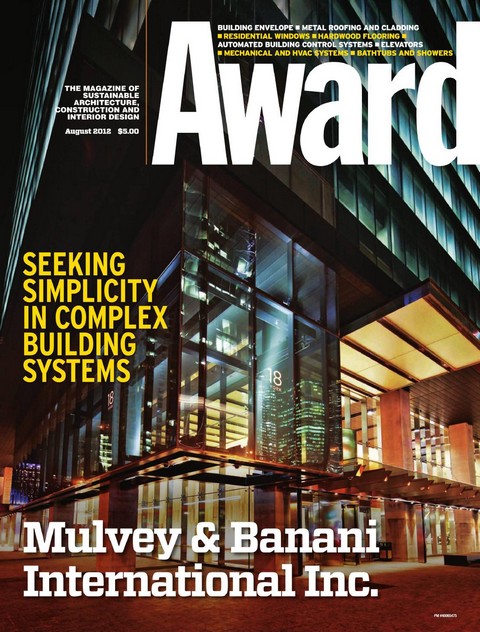 BUILDING ENVELOPE ■ METAL ROOFING AND CLADDING
■ RESIDENTIAL WINDOWS ■ HARDWOOD FLOORING ■
AUTOMATED BUILDING CONTROL SYSTEMS ■ ELEVATORS
■ MECHANICAL AND HVAC SYSTEMS ■ BATHTUBS AND SHOWERS
Award
THE MAGAZINE OF
SUSTAINABLE
ARCHITECTURE,
CONSTRUCTION AND
INTERIOR DESIGN
August 2012 $5.00
SEEKING
SIMPLICITY
IN COMPLEX
BUILDING
SYSTEMS
18
18
Mulvey & Banani
International Inc.